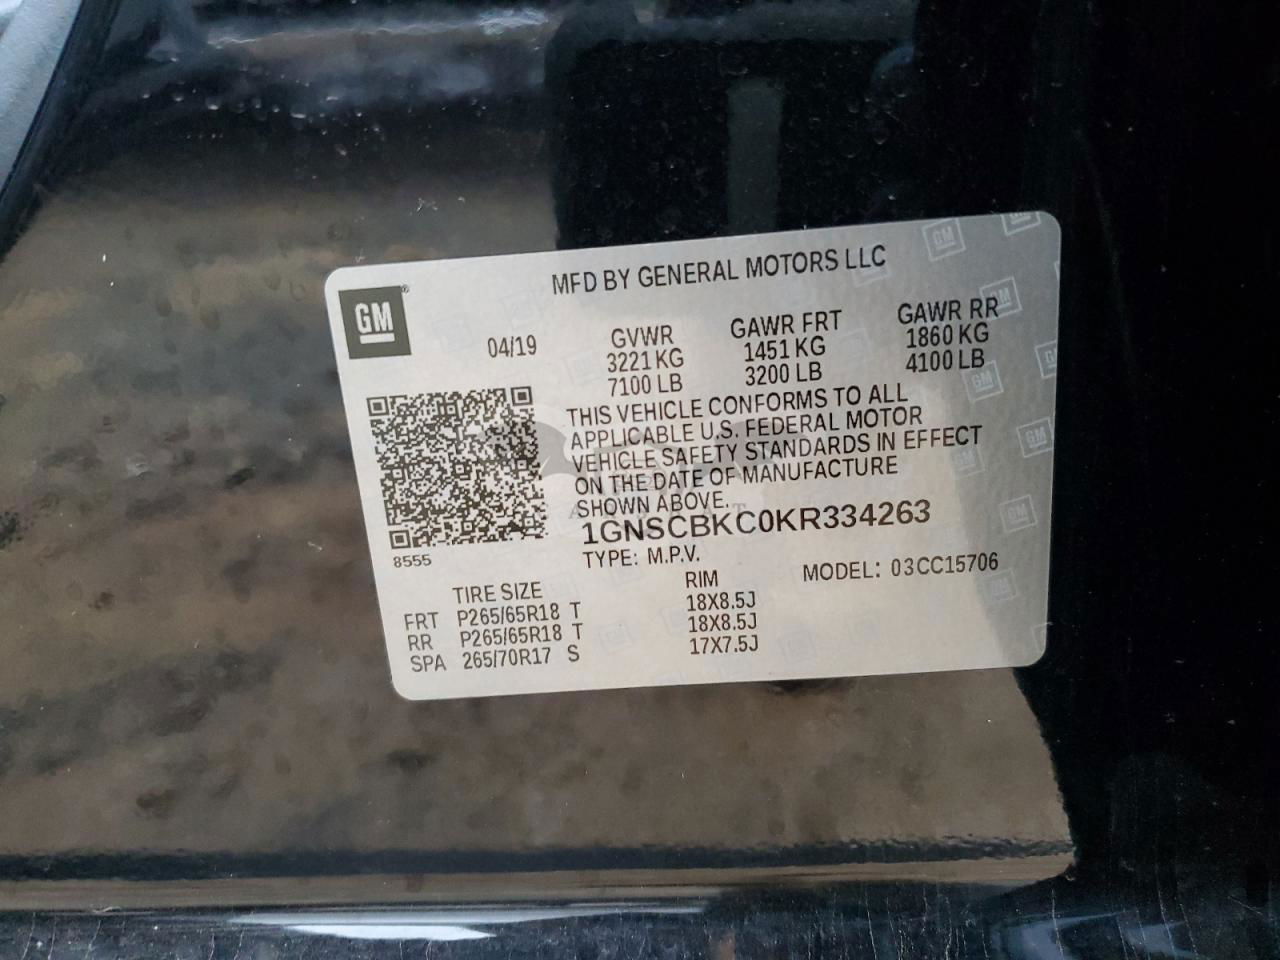 MFD BY GENERAL MOTORS LLC
GM®
04/19
GVWR GAWR FRT GAWR RR
3221 KG 1451 KG 1860 KG
7100 LB 3200 LB 4100 LB
THIS VEHICLE CONFORMS TO ALL
APPLICABLE U.S. FEDERAL MOTOR
VEHICLE SAFETY STANDARDS IN EFFECT
ON THE DATE OF MANUFACTURE
SHOWN ABOVE.
1GNSCBKC0KR334263
8555
TYPE: M.P.V. MODEL: 03CC15706
TIRE SIZE RIM
FRT P265/65R18 T 18X8.5J
RR P265/65R18 T 18X8.5J
SPA 265/70R17 S 17X7.5J